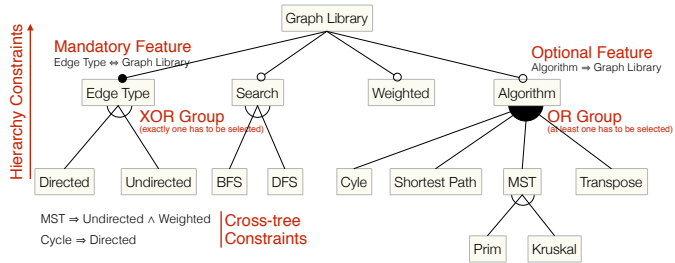 Graph Library
Mandatory Feature
Edge Type ⇔ Graph Library
Optional Feature
Algorithm ⇒ Graph Library
Hierarchy Constraints
Edge Type
Search
Weighted
Algorithm
XOR Group
(exactly one has to be selected)
OR Group
(at least one has to be selected)
Directed
Undirected
BFS
DFS
Cyle
Shortest Path
MST
Transpose
MST ⇒ Undirected ∧ Weighted
Cycle ⇒ Directed
Cross-tree
Constraints
Prim
Kruskal